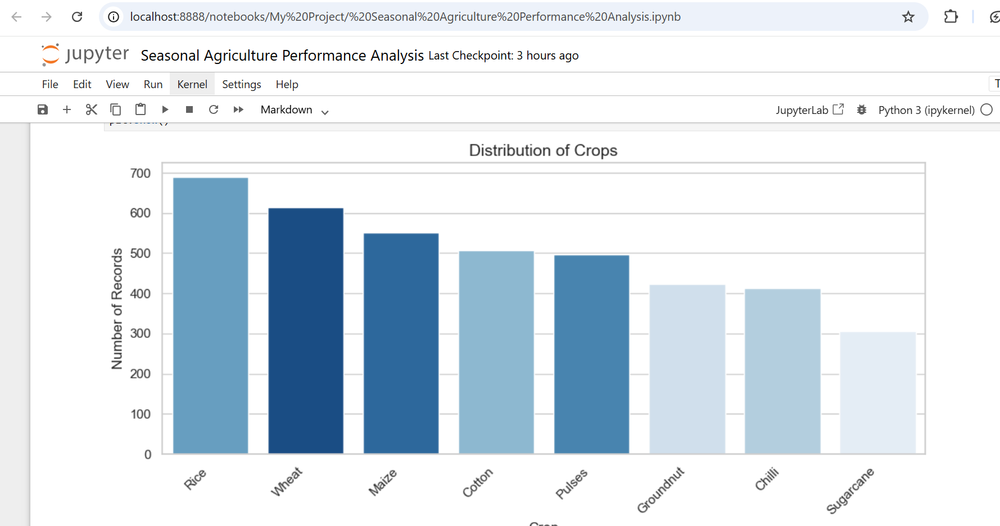 localhost:8888/notebooks/My%20Project/%20Seasonal%20Agriculture%20Performance%20Analysis.ipynb
jupyter Seasonal Agriculture Performance Analysis Last Checkpoint: 3 hours ago
File Edit View Run Kernel Settings Help
Markdown JupyterLab Python 3 (ipykernel)
Distribution of Crops
Number of Records
700
600
500
400
300
200
100
0
Rice Wheat Maize Cotton Pulses Groundnut Chilli Sugarcane